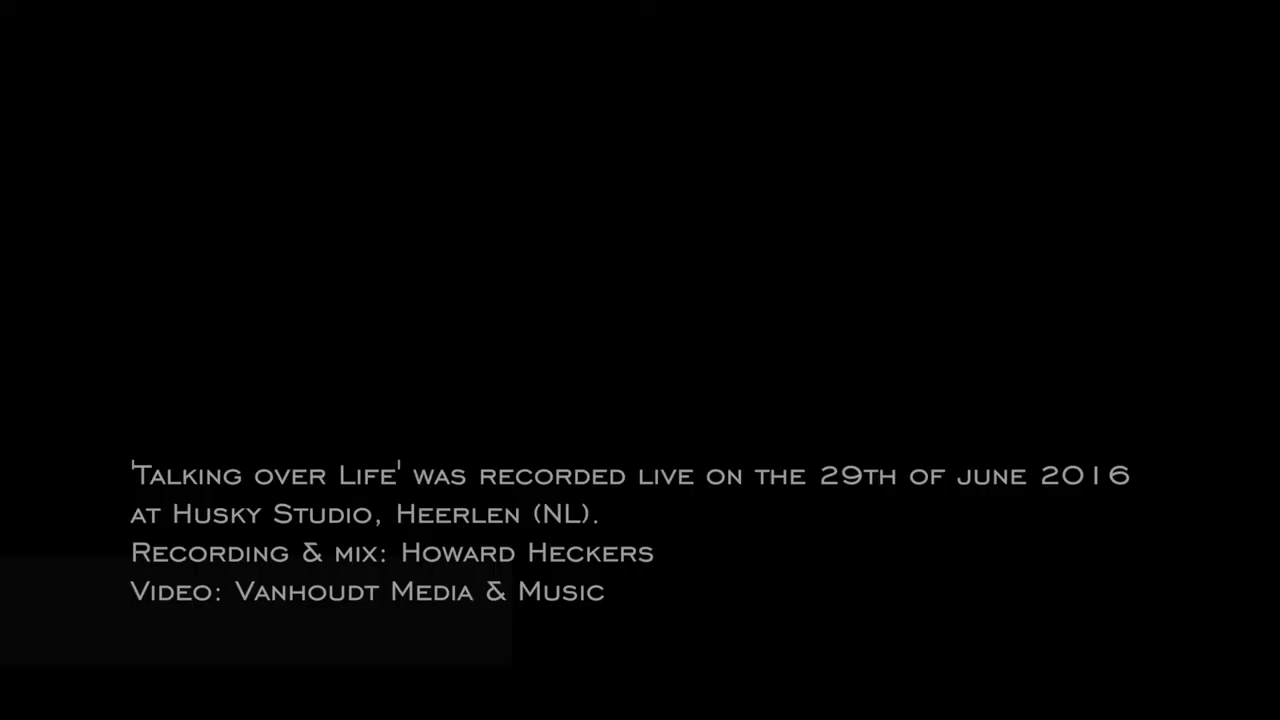 'Talking over Life' was recorded live on the 29th of june 2016
at Husky Studio, Heerlen (NL).
Recording & mix: Howard Heckers
Video: Vanhoudt Media & Music